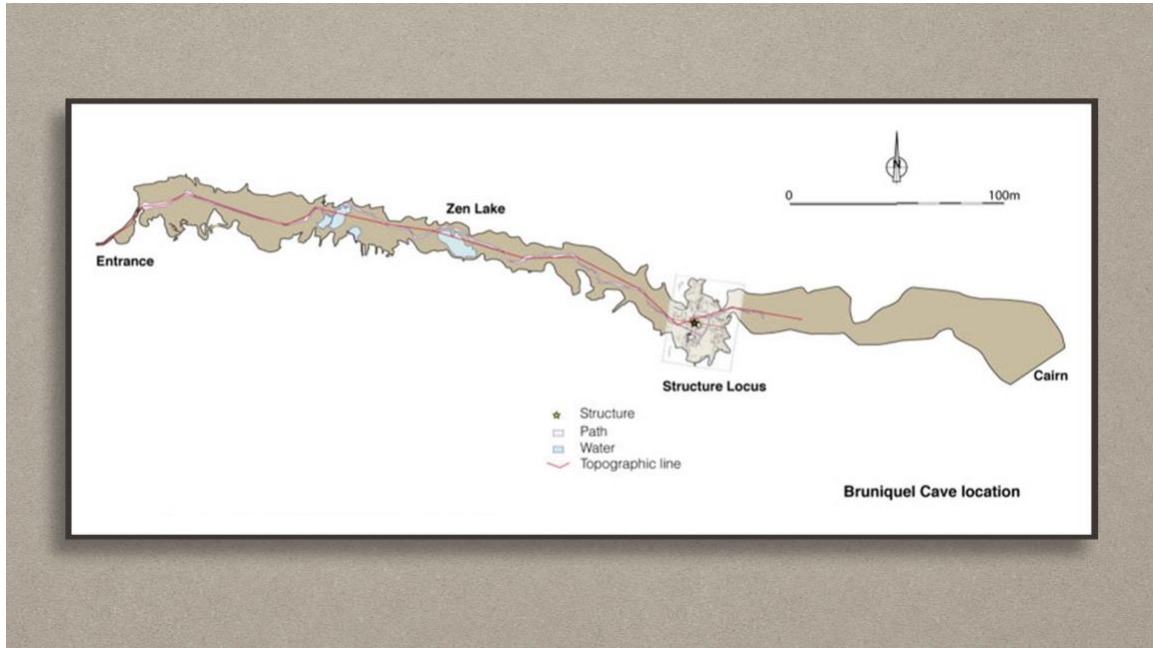 N
0 100m
Zen Lake
Entrance
Structure Locus
Cairn
Structure
Path
Water
Topographic line
Bruniquel Cave location